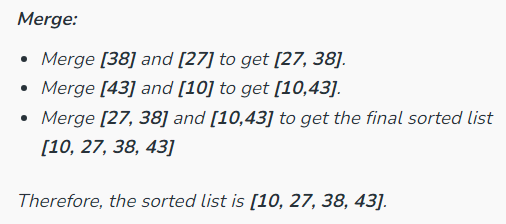 Merge:
• Merge [38] and [27] to get [27, 38].
• Merge [43] and [10] to get [10,43].
• Merge [27, 38] and [10,43] to get the final sorted list
[10, 27, 38, 43]
Therefore, the sorted list is [10, 27, 38, 43].